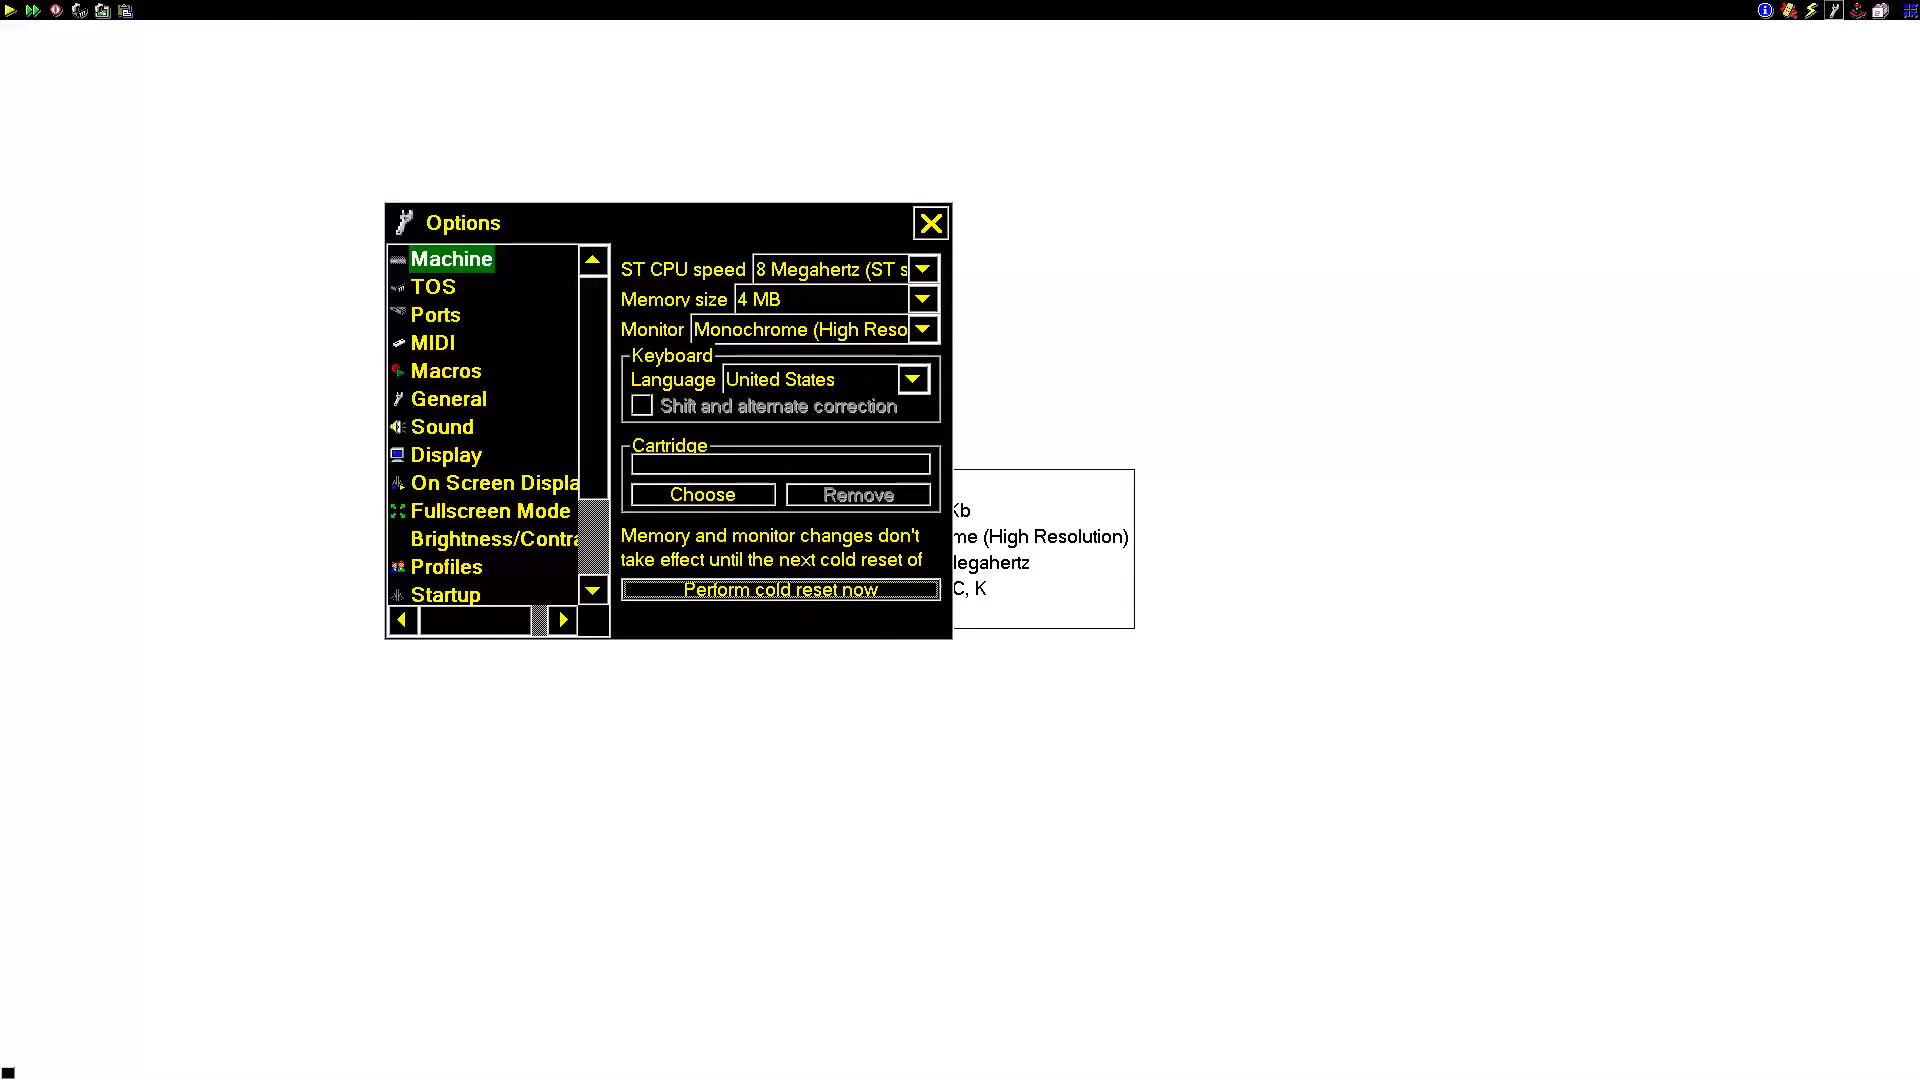 Options
Machine
TOS
Ports
MIDI
Macros
General
Sound
Display
On Screen Displa
Fullscreen Mode
Brightness/Contra
Profiles
Startup
ST CPU speed 8 Megahertz (ST s
Memory size 4 MB
Monitor Monochrome (High Reso
Keyboard
Language United States
Shift and alternate correction
Cartridge
Choose Remove
Memory and monitor changes don't
take effect until the next cold reset of
Perform cold reset now
Kb
me (High Resolution)
legahertz
C, K